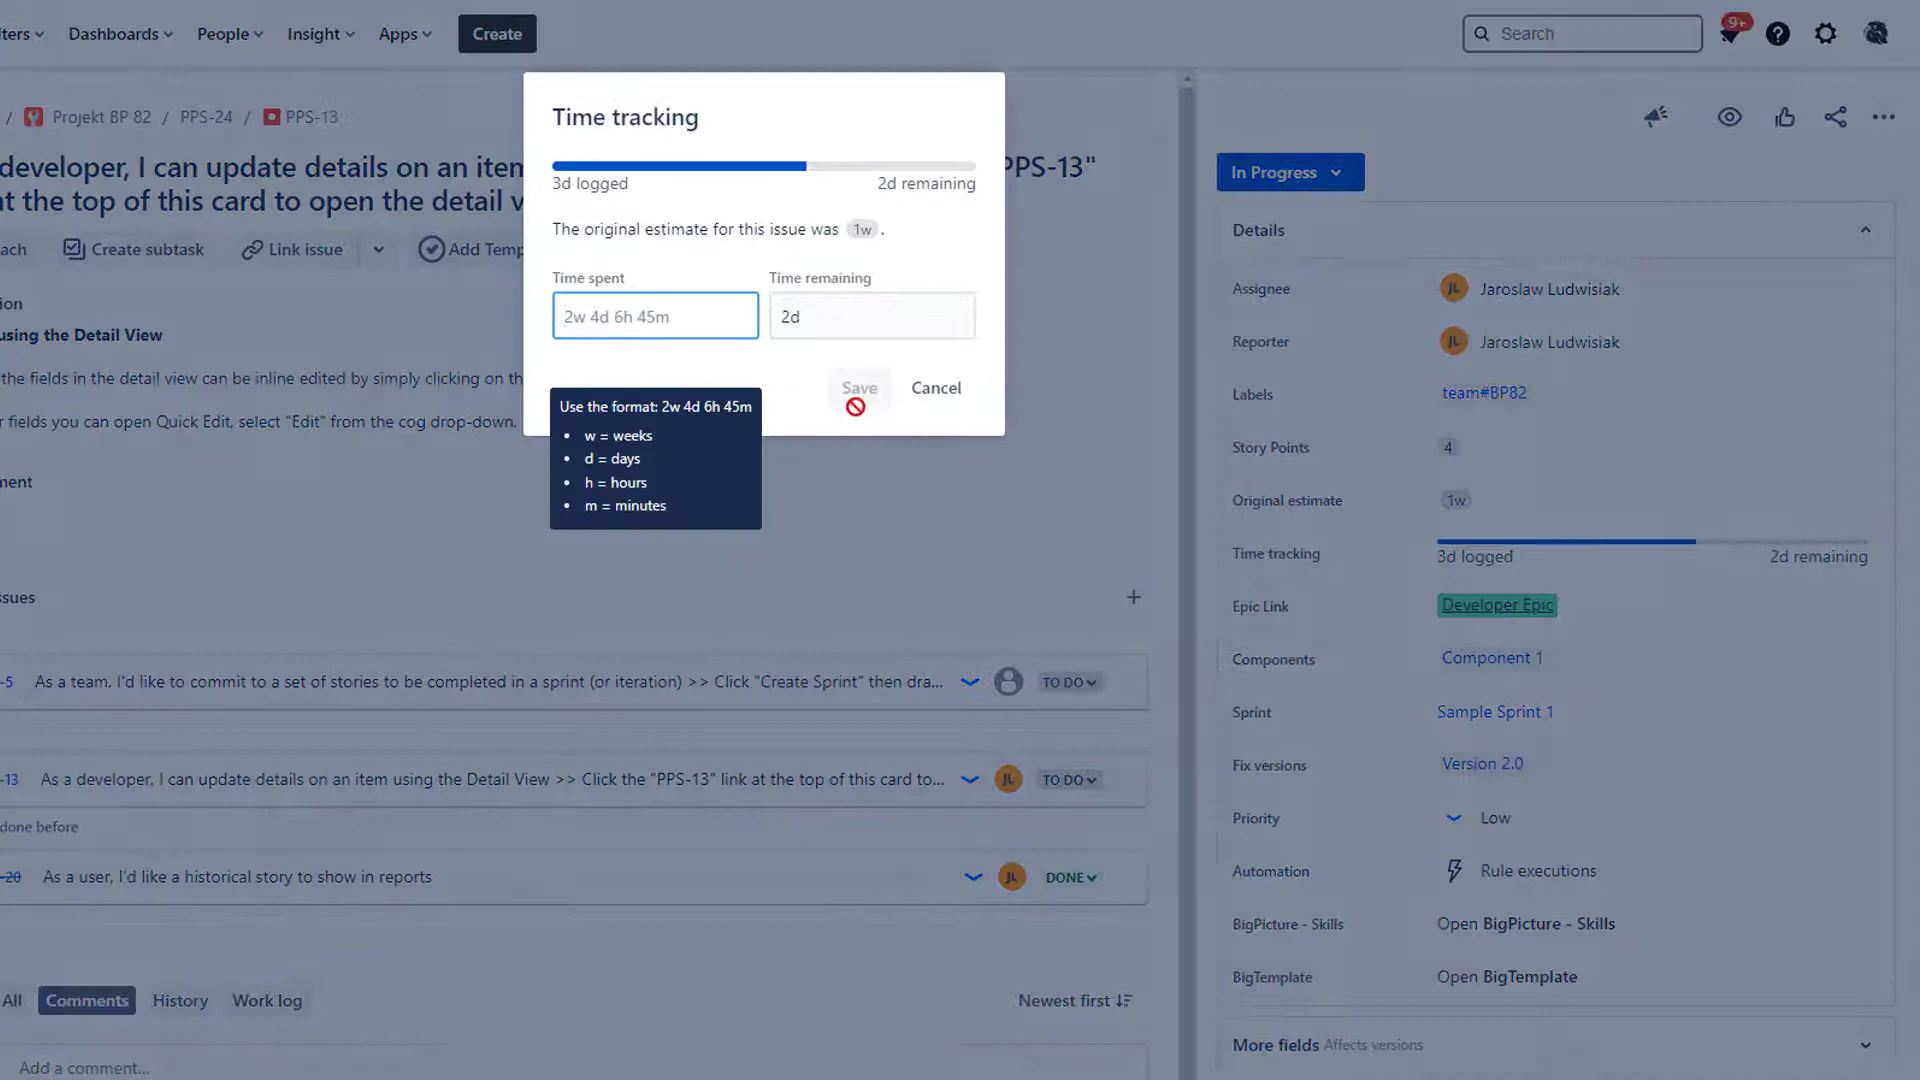 ters
Dashboards
People
Insight
Apps
Create
Search
9+
/ Projekt BP 82 / PPS-24 / PPS-13
developer, I can update details on an item
PPS-13"
at the top of this card to open the detail v
ach
Create subtask
Link issue
Add Temp
ion
using the Detail View
the fields in the detail view can be inline edited by simply clicking on th
r fields you can open Quick Edit, select "Edit" from the cog drop-down.
ment
ssues
-5 As a team, I'd like to commit to a set of stories to be completed in a sprint (or iteration) >> Click "Create Sprint" then dra... TO DO
-13 As a developer, I can update details on an item using the Detail View >> Click the "PPS-13" link at the top of this card to... JL TO DO
done before
-20 As a user, I'd like a historical story to show in reports JL DONE
All
Comments
History
Work log
Newest first
Add a comment...
Time tracking
3d logged
2d remaining
The original estimate for this issue was 1w .
Time spent
Time remaining
2w 4d 6h 45m
2d
Save
Cancel
Use the format: 2w 4d 6h 45m
• w = weeks
• d = days
• h = hours
• m = minutes
In Progress
Details
Assignee
JL Jaroslaw Ludwisiak
Reporter
JL Jaroslaw Ludwisiak
Labels
team#BP82
Story Points
4
Original estimate
1w
Time tracking
3d logged
2d remaining
Epic Link
Developer Epic
Components
Component 1
Sprint
Sample Sprint 1
Fix versions
Version 2.0
Priority
Low
Automation
Rule executions
BigPicture - Skills
Open BigPicture - Skills
BigTemplate
Open BigTemplate
More fields Affects versions